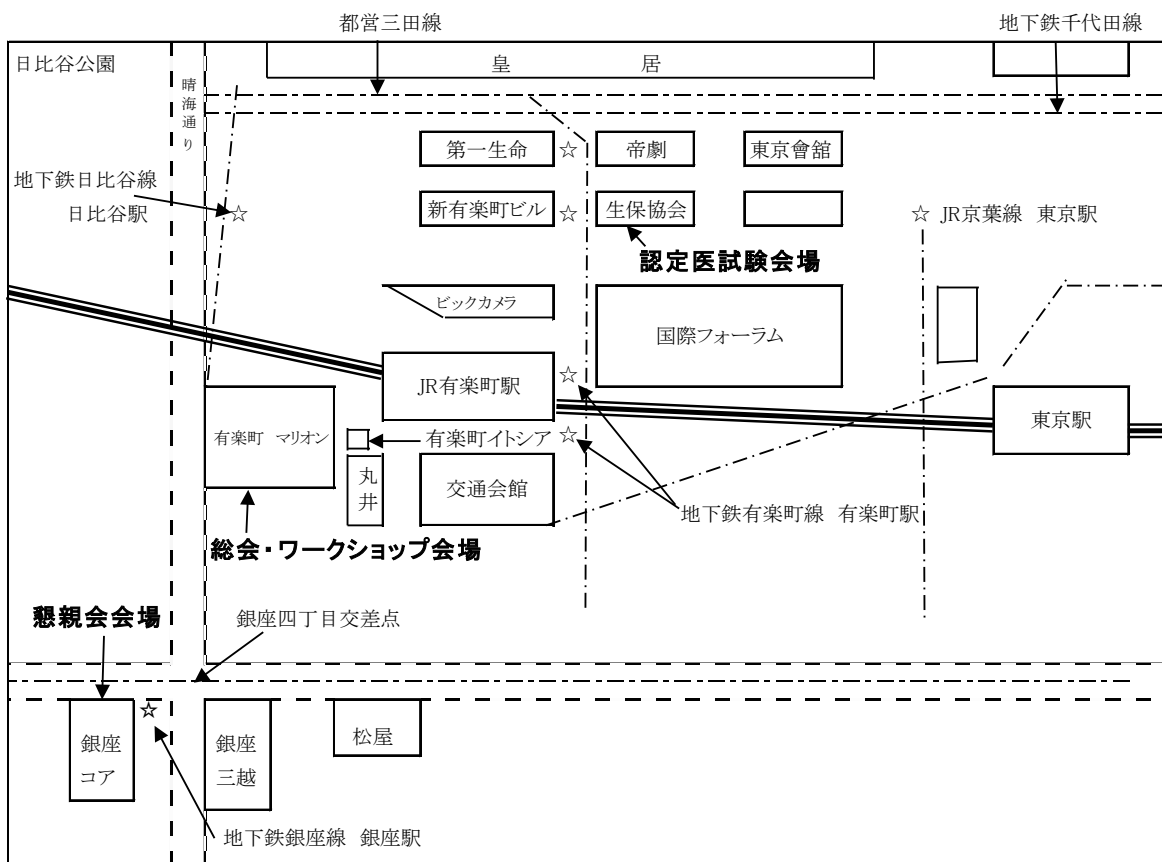 都営三田線
地下鉄千代田線
日比谷公園
皇　居
晴海通り
第一生命
☆
帝劇
東京會舘
地下鉄日比谷線
日比谷駅
☆
新有楽町ビル
☆
生保協会
☆ JR京葉線 東京駅
認定医試験会場
ビックカメラ
国際フォーラム
JR有楽町駅
☆
東京駅
有楽町 マリオン
有楽町イトシア
☆
丸井
交通会館
地下鉄有楽町線 有楽町駅
総会・ワークショップ会場
懇親会会場
銀座四丁目交差点
☆
銀座
コア
銀座
三越
松屋
地下鉄銀座線 銀座駅